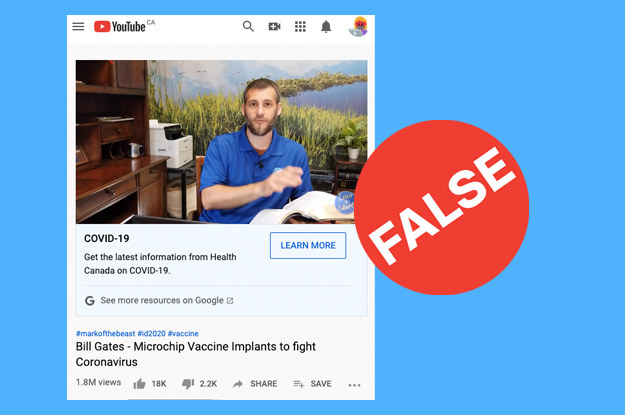 YouTube CA
COVID-19
Get the latest information from Health
Canada on COVID-19.
LEARN MORE
G See more resources on Google
#markofthebeast #id2020 #vaccine
Bill Gates - Microchip Vaccine Implants to fight
Coronavirus
1.8M views 18K 2.2K SHARE SAVE
FALSE